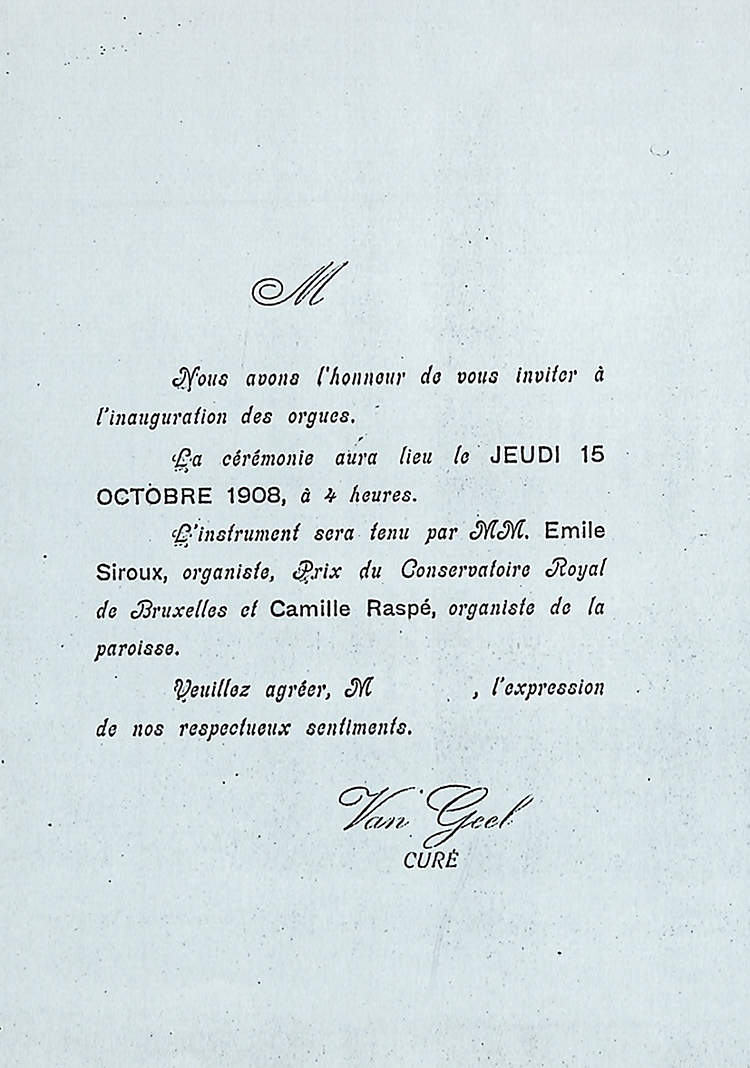 M
Nous avons l'honneur de vous inviter à
l'inauguration des orgues.
La cérémonie aura lieu le JEUDI 15
OCTOBRE 1908, à 4 heures.
L'instrument sera tenu par MM. Emile
Siroux, organiste, Prix du Conservatoire Royal
de Bruxelles et Camille Raspé, organiste de la
paroisse.
Veuillez agréer, M , l'expression
de nos respectueux sentiments.
Van Geel
CURÉ